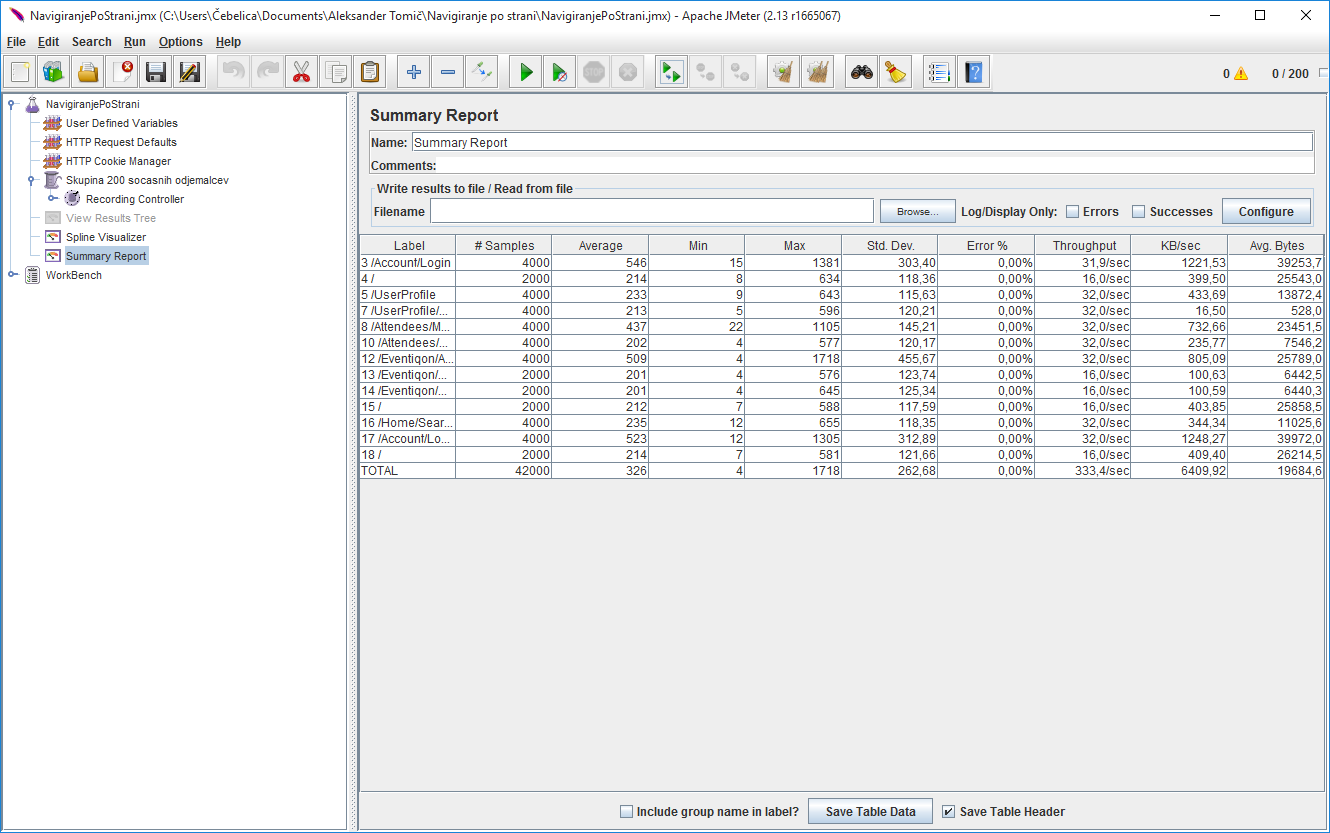 NavigiranjePoStrani.jmx (C:\Users\Čebelica\Documents\Aleksander Tomič\Navigiranje po strani\NavigiranjePoStrani.jmx) - Apache JMeter (2.13 r1665067)
File Edit Search Run Options Help
STOP
0 0 / 200
NavigiranjePoStrani
User Defined Variables
HTTP Request Defaults
HTTP Cookie Manager
Skupina 200 socasnih odjemalcev
Recording Controller
View Results Tree
Spline Visualizer
Summary Report
WorkBench
Summary Report
Name: Summary Report
Comments:
Write results to file / Read from file
Filename Browse... Log/Display Only: Errors Successes Configure
Label # Samples Average Min Max Std. Dev. Error % Throughput KB/sec Avg. Bytes
3 /Account/Login 4000 546 15 1381 303,40 0,00% 31,9/sec 1221,53 39253,7
4 / 2000 214 8 634 118,36 0,00% 16,0/sec 399,50 25543,0
5 /UserProfile 4000 233 9 643 115,63 0,00% 32,0/sec 433,69 13872,4
7 /UserProfile/... 4000 213 5 596 120,21 0,00% 32,0/sec 16,50 528,0
8 /Attendees/M... 4000 437 22 1105 145,21 0,00% 32,0/sec 732,66 23451,5
10 /Attendees/... 4000 202 4 577 120,17 0,00% 32,0/sec 235,77 7546,2
12 /Eventiqon/A... 4000 509 4 1718 455,67 0,00% 32,0/sec 805,09 25789,0
13 /Eventiqon/... 2000 201 4 576 123,74 0,00% 16,0/sec 100,63 6442,5
14 /Eventiqon/... 2000 201 4 645 125,34 0,00% 16,0/sec 100,59 6440,3
15 / 2000 212 7 588 117,59 0,00% 16,0/sec 403,85 25858,5
16 /Home/Sear... 4000 235 12 655 118,35 0,00% 32,0/sec 344,34 11025,6
17 /Account/Lo... 4000 523 12 1305 312,89 0,00% 32,0/sec 1248,27 39972,0
18 / 2000 214 7 581 121,66 0,00% 16,0/sec 409,40 26214,5
TOTAL 42000 326 4 1718 262,68 0,00% 333,4/sec 6409,92 19684,6
Include group name in label? Save Table Data Save Table Header